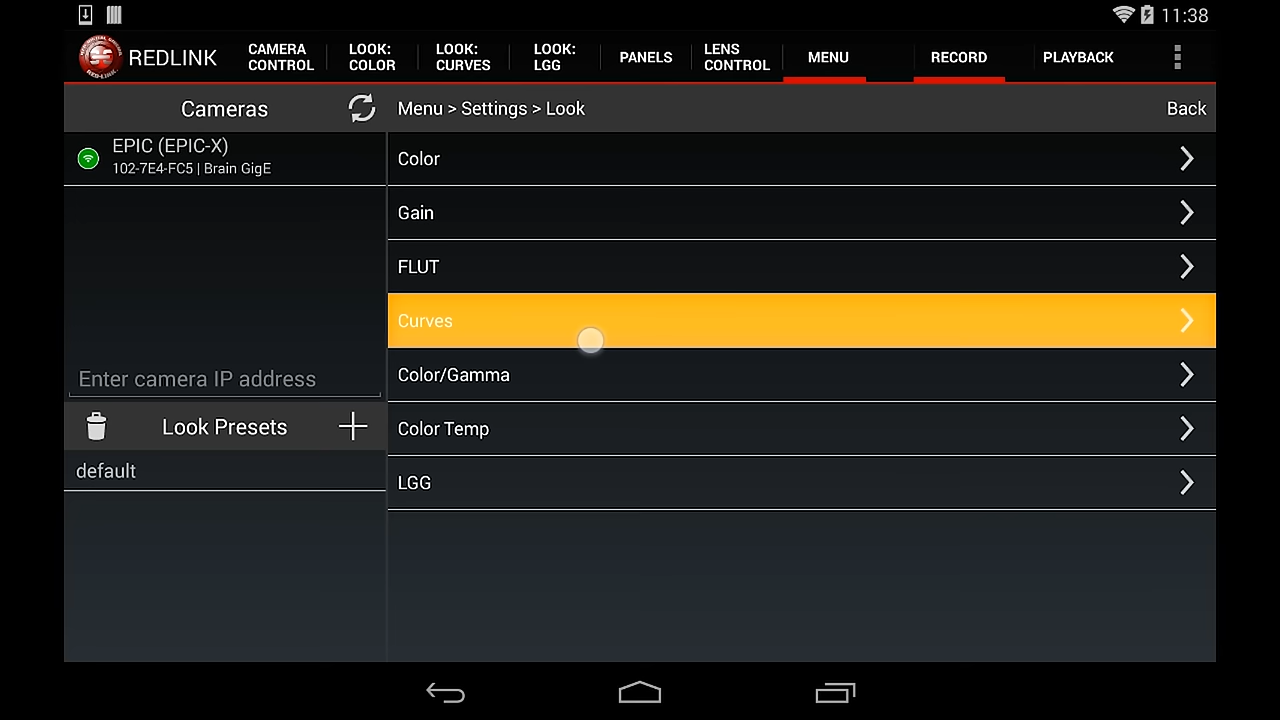 11:38
REDLINK
CAMERA
CONTROL
LOOK:
COLOR
LOOK:
CURVES
LOOK:
LGG
PANELS
LENS
CONTROL
MENU
RECORD
PLAYBACK
Cameras
Menu > Settings > Look
Back
EPIC (EPIC-X)
102-7E4-FC5 | Brain GigE
Enter camera IP address
Look Presets
default
Color
Gain
FLUT
Curves
Color/Gamma
Color Temp
LGG